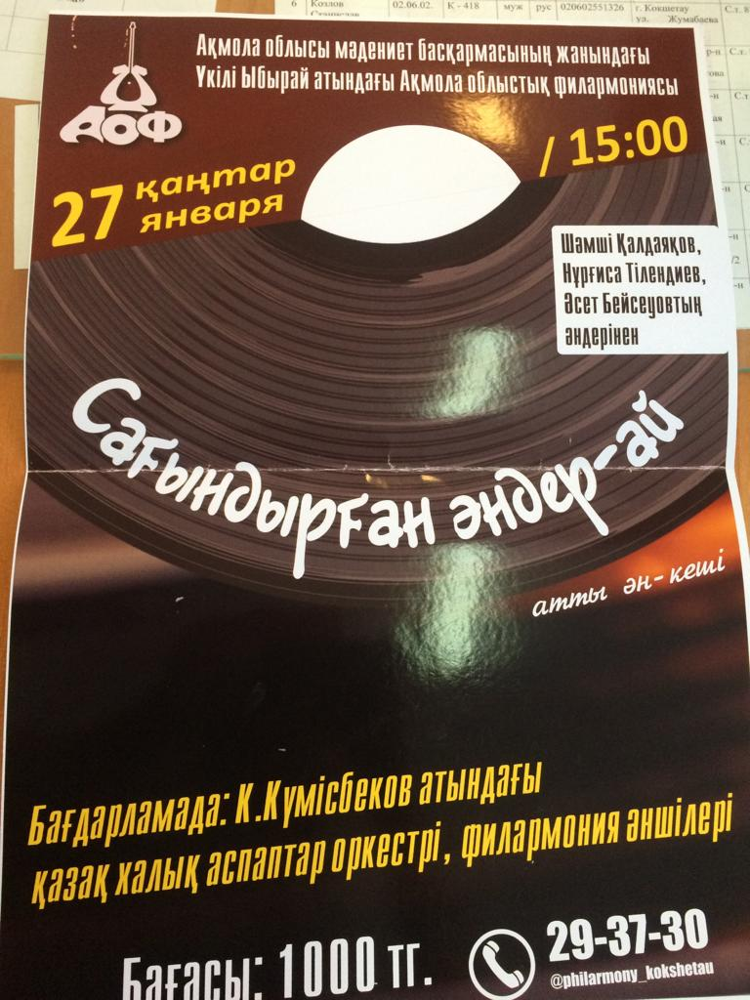 6 Козлов 02.06.02. Қ - 418 муж рус 020602551326 г. Кокшетау
ул. Жумабаева
АОФ
Ақмола облысы мәдениет басқармасының жанындағы
Үкілі Ыбырай атындағы Ақмола облыстық филармониясы
27 қаңтар
января
/ 15:00
Шәмші Қалдаяқов,
Нұрғиса Тілендиев,
Әсет Бейсеуовтың
әндерінен
Сағындырған әндер-ай
атты ән-кеші
Бағдарламада: К.Күмісбеков атындағы
қазақ халық аспаптар оркестрі, филармония әншілері
Бағасы: 1000 тг.
29-37-30
@philarmony_kokshetau